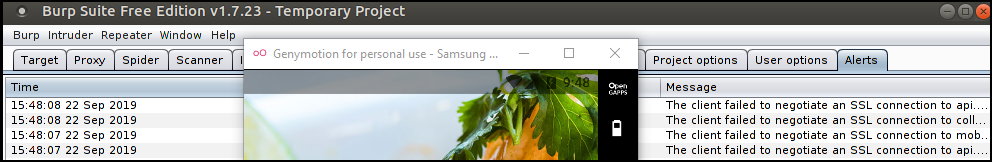 Burp Suite Free Edition v1.7.23 - Temporary Project
Burp Intruder Repeater Window Help
Genymotion for personal use - Samsung ...
Target Proxy Spider Scanner Project options User options Alerts
9:48
Open GAPPS
Time Message
15:48:08 22 Sep 2019 The client failed to negotiate an SSL connection to api....
15:48:08 22 Sep 2019 The client failed to negotiate an SSL connection to coll...
15:48:07 22 Sep 2019 The client failed to negotiate an SSL connection to mob...
15:48:07 22 Sep 2019 The client failed to negotiate an SSL connection to api....